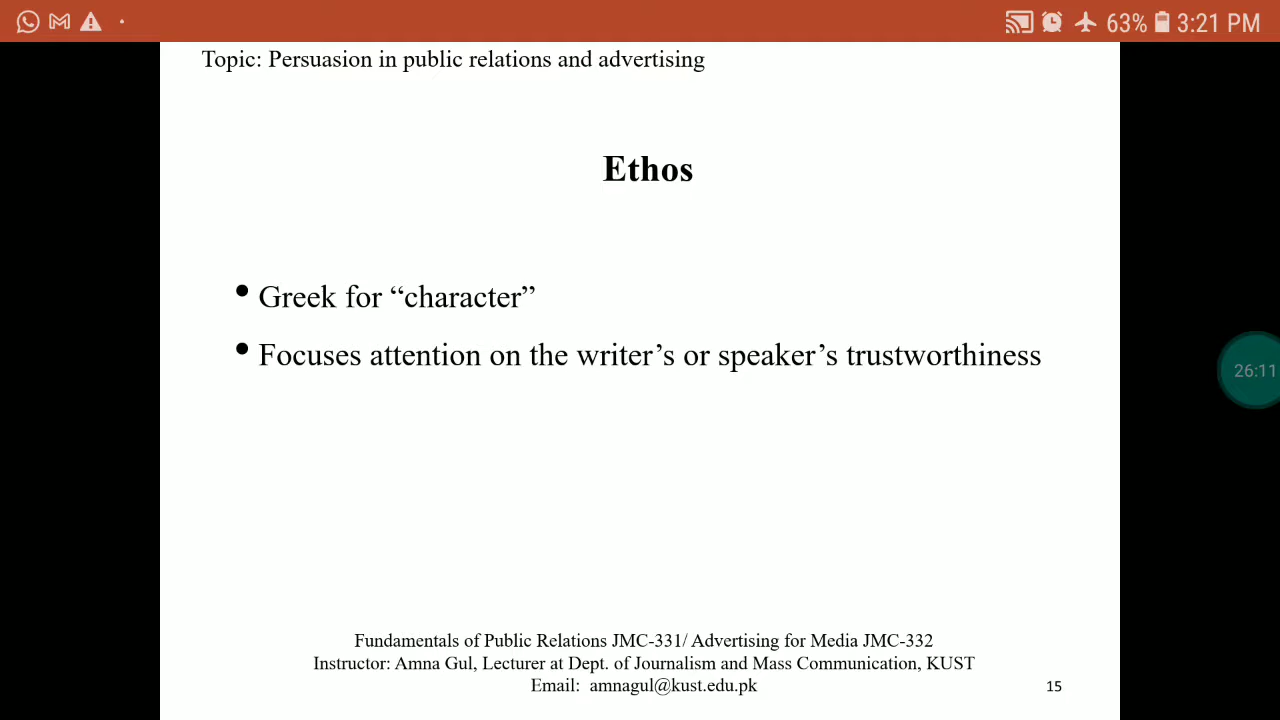 63% 3:21 PM
Topic: Persuasion in public relations and advertising
Ethos
• Greek for “character”
• Focuses attention on the writer’s or speaker’s trustworthiness
26:11
Fundamentals of Public Relations JMC-331/ Advertising for Media JMC-332
Instructor: Amna Gul, Lecturer at Dept. of Journalism and Mass Communication, KUST
Email:  amnagul@kust.edu.pk
15